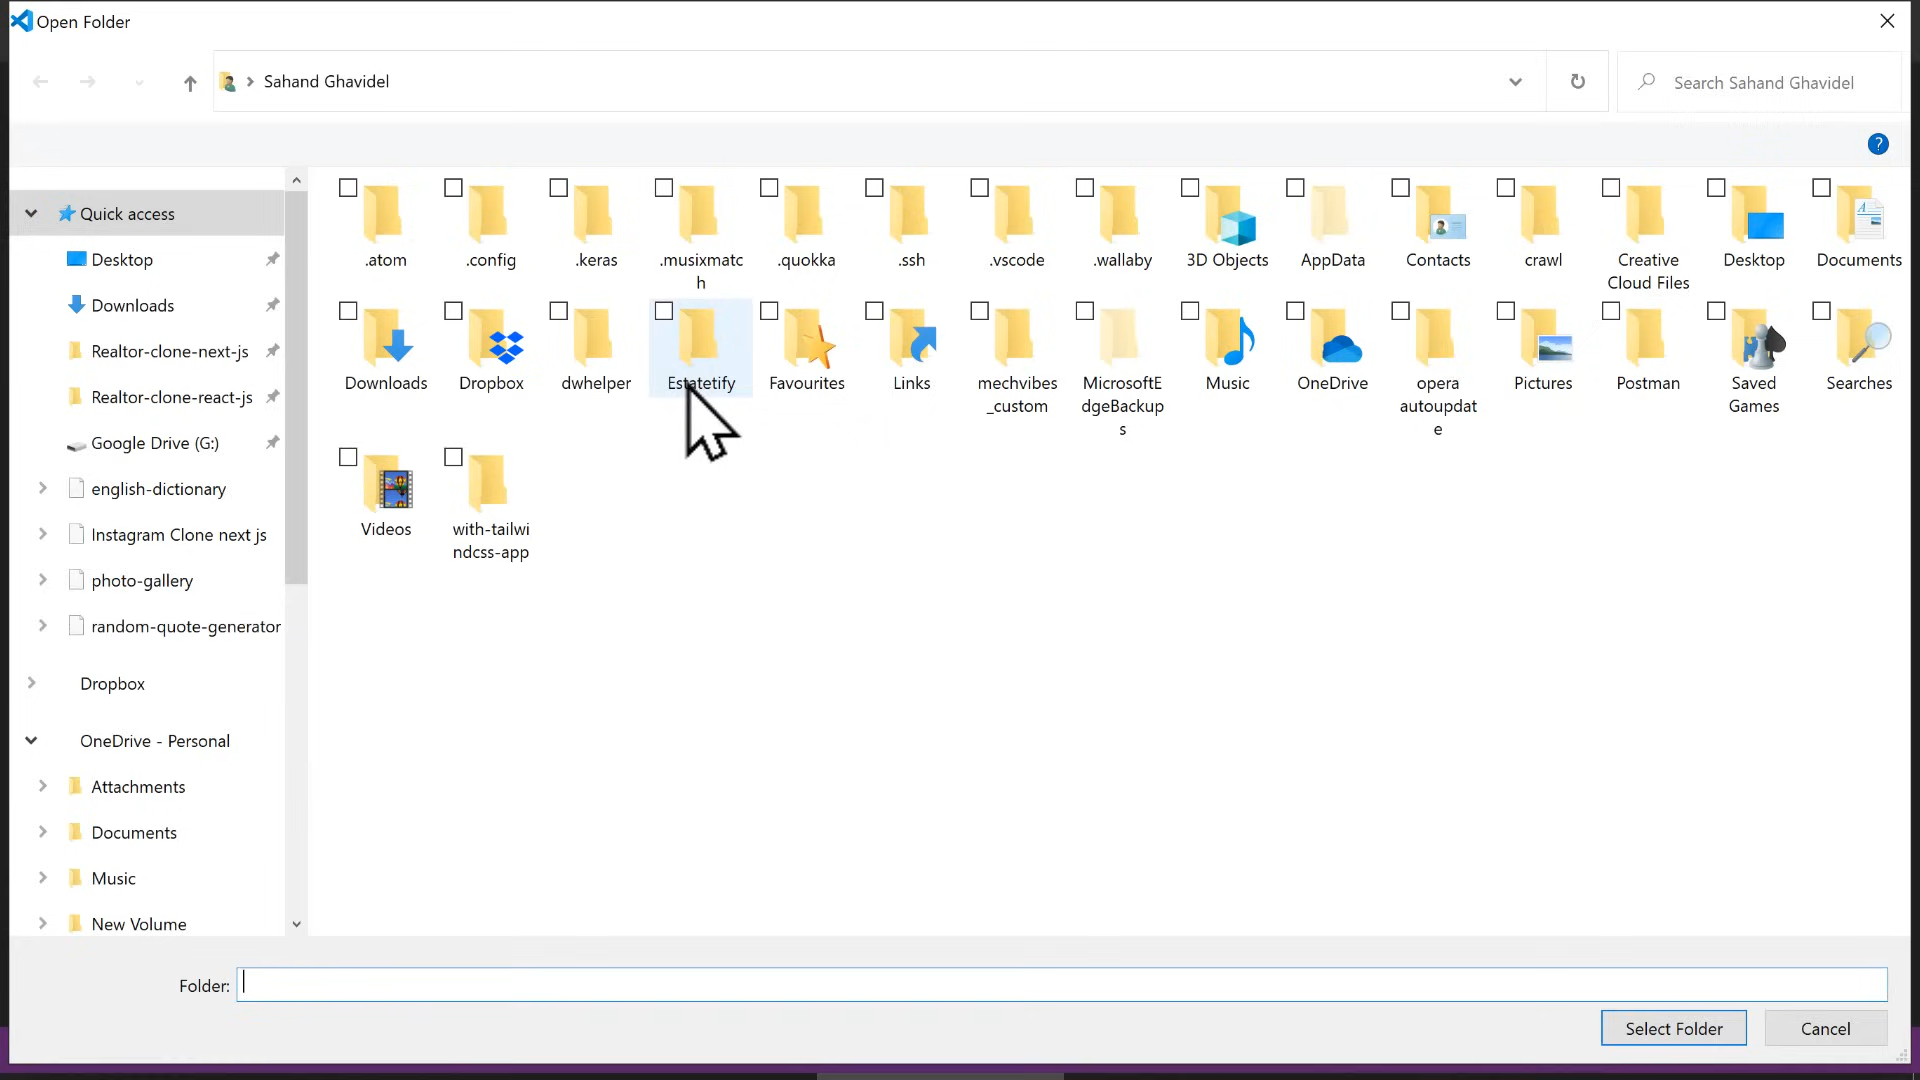 Open Folder
Sahand Ghavidel
Search Sahand Ghavidel
?
Quick access
Desktop
Downloads
Realtor-clone-next-js
Realtor-clone-react-js
Google Drive (G:)
english-dictionary
Instagram Clone next js
photo-gallery
random-quote-generator
Dropbox
OneDrive - Personal
Attachments
Documents
Music
New Volume
.atom
.config
.keras
.musixmatc
h
.quokka
.ssh
.vscode
.wallaby
3D Objects
AppData
Contacts
crawl
Creative
Cloud Files
Desktop
Documents
Downloads
Dropbox
dwhelper
Estatetify
Favourites
Links
mechvibes
_custom
MicrosoftE
dgeBackup
s
Music
OneDrive
opera
autoupdat
e
Pictures
Postman
Saved
Games
Searches
Videos
with-tailwi
ndcss-app
Folder:
Select Folder
Cancel